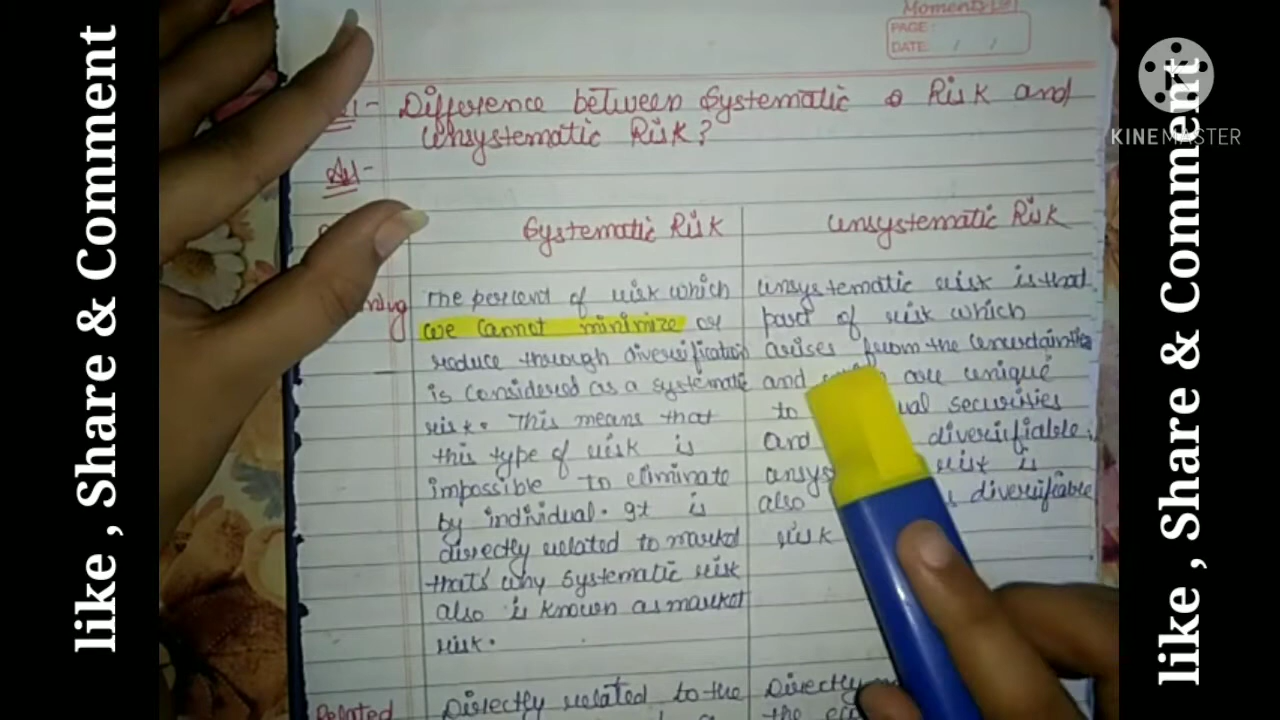 Moments
PAGE:
DATE: / /
Difference between Systematic Risk and
Unsystematic Risk?
Ans-
Systematic Risk
Unsystematic Risk
The percent of risk which
we cannot minimize or
reduce through diversification
is considered as a systematic
risk. This means that
this type of risk is
impossible to eliminate
by individual. It is
directly related to market
that's why systematic risk
also is known as market
risk.
Unsystematic risk is that
part of risk which
arises from the uncertainties
and are unique
to securities
and diversifiable,
risk is
also diversifiable
risk
Related
Directly related to the
Directly
the
like , Share & Comment
like , Share & Comment
KINEMASTER